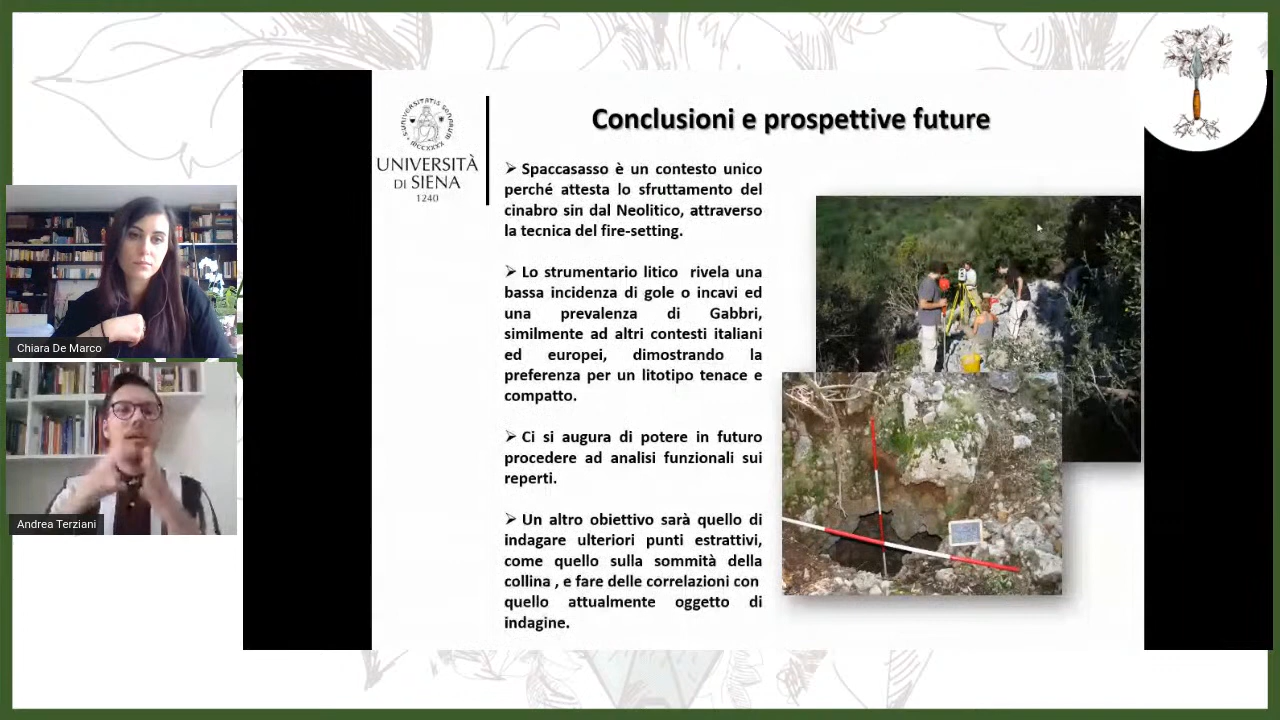 Conclusioni e prospettive future
UNIVERSITÀ
DI SIENA
1240
➢ Spaccasasso è un contesto unico
perché attesta lo sfruttamento del
cinabro sin dal Neolitico, attraverso
la tecnica del fire-setting.
➢ Lo strumentario litico rivela una
bassa incidenza di gole o incavi ed
una prevalenza di Gabbri,
similmente ad altri contesti italiani
ed europei, dimostrando la
preferenza per un litotipo tenace e
compatto.
➢ Ci si augura di potere in futuro
procedere ad analisi funzionali sui
reperti.
➢ Un altro obiettivo sarà quello di
indagare ulteriori punti estrattivi,
come quello sulla sommità della
collina , e fare delle correlazioni con
quello attualmente oggetto di
indagine.
Chiara De Marco
Andrea Terziani